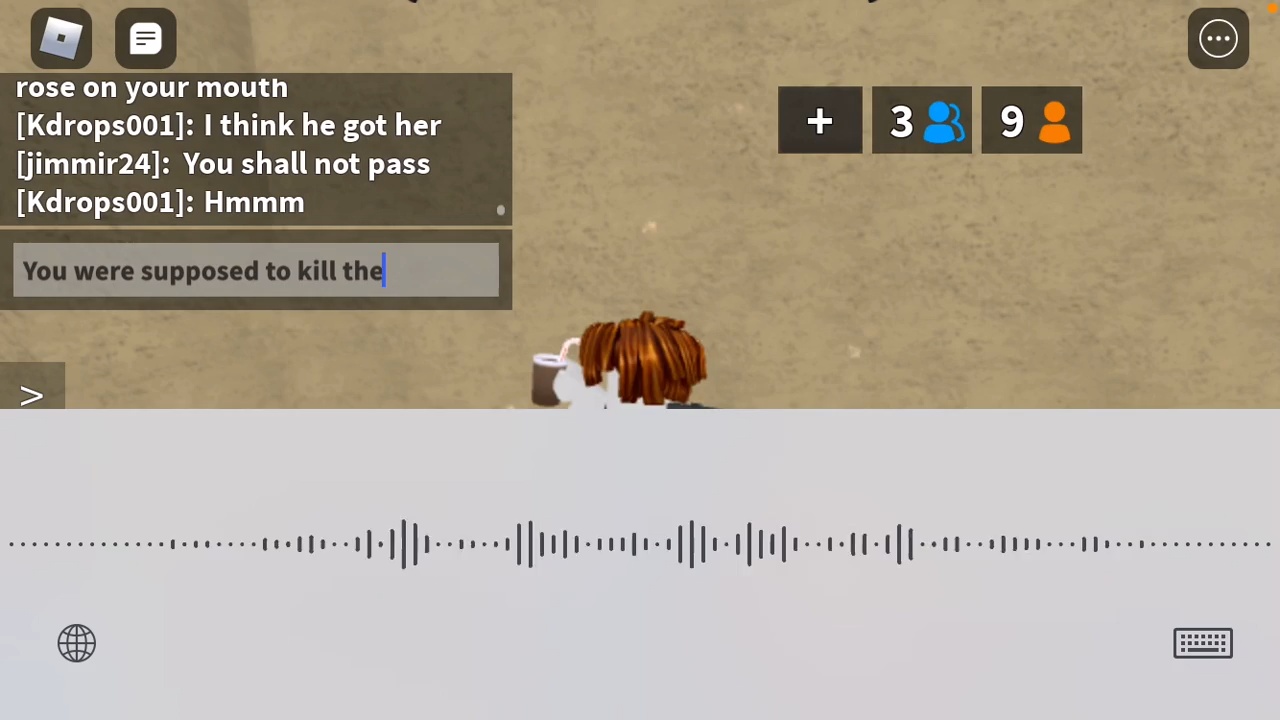 rose on your mouth
[Kdrops001]: I think he got her
[jimmir24]:  You shall not pass
[Kdrops001]: Hmmm
+ 3 9
You were supposed to kill the
>